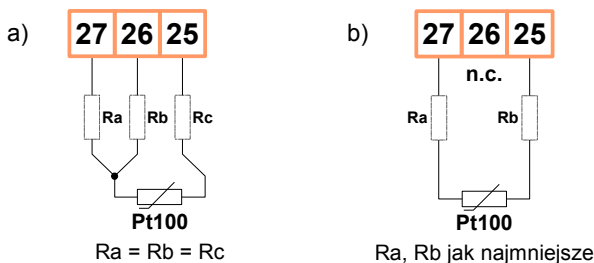 a) 27 26 25
Ra Rb Rc
Pt100
Ra = Rb = Rc
b) 27 26 25
n.c.
Ra Rb
Pt100
Ra, Rb jak najmniejsze